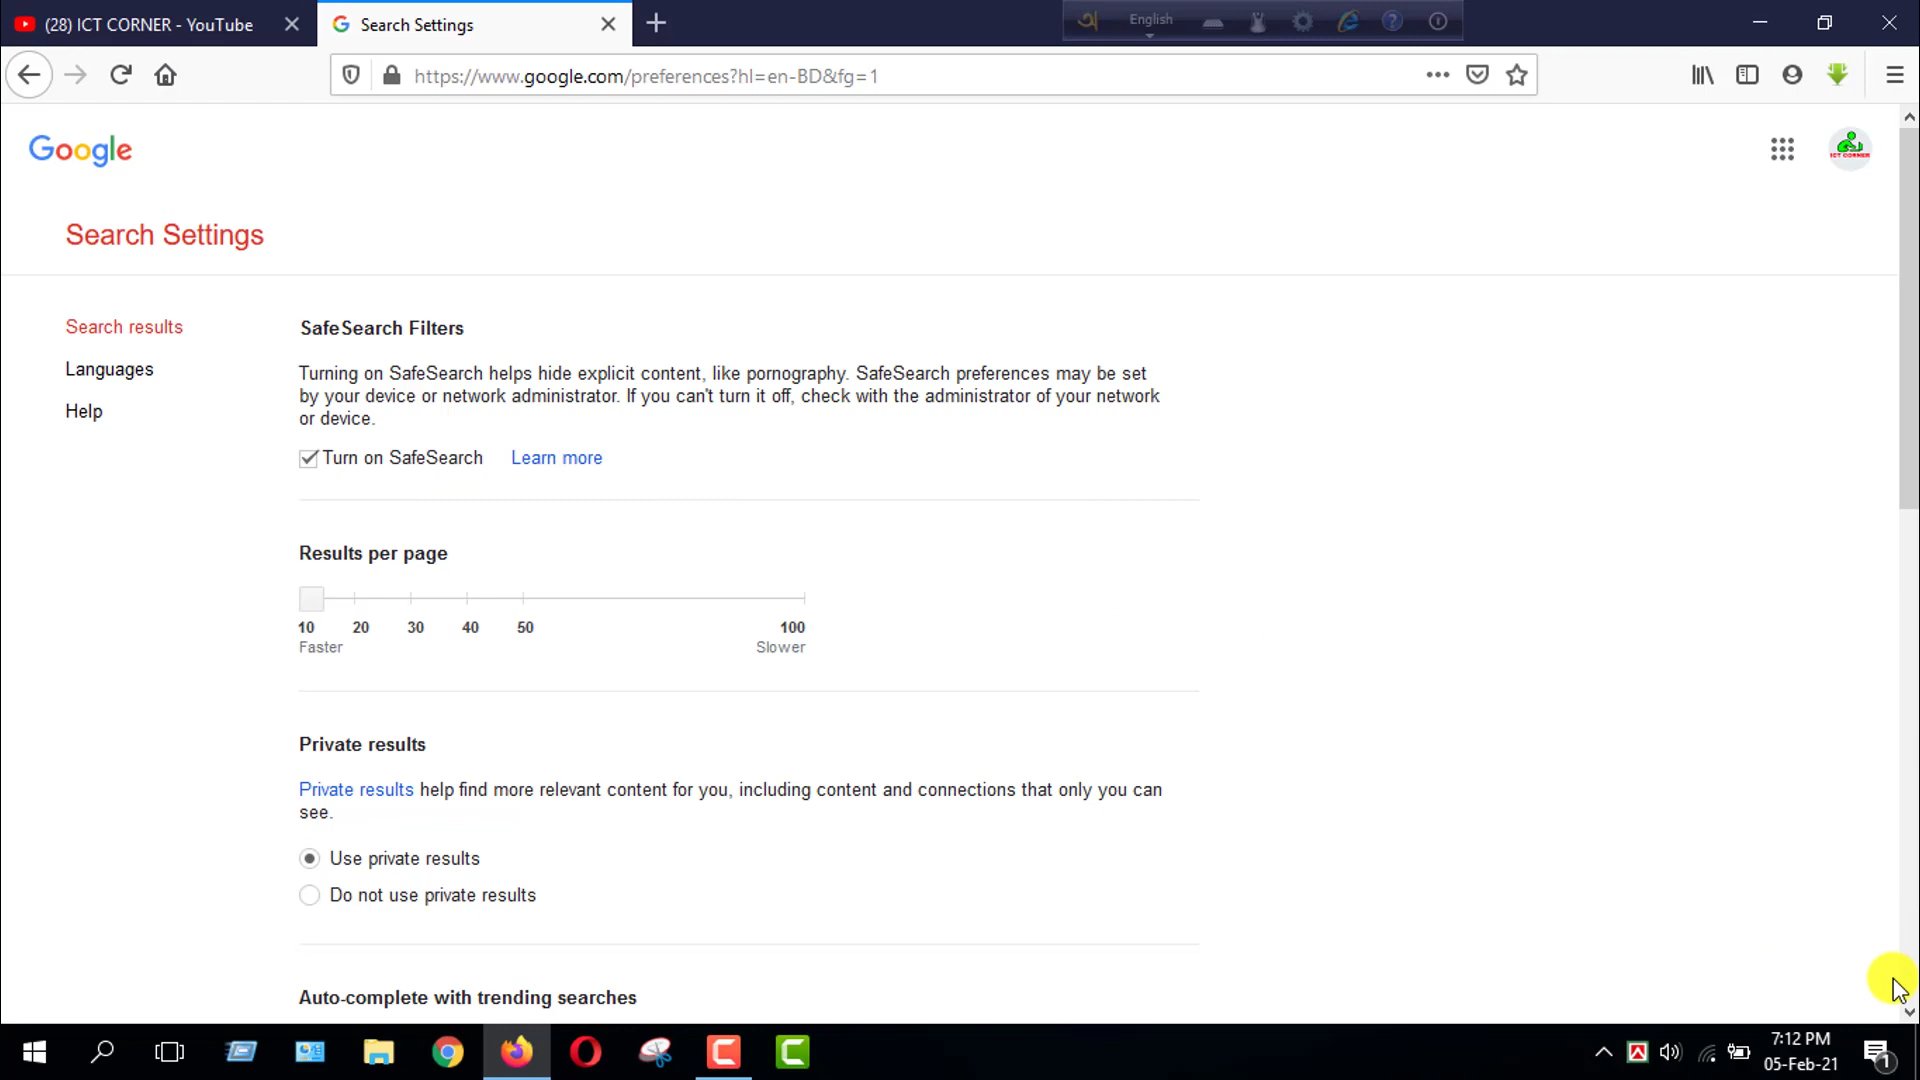 (28) ICT CORNER - YouTube
Search Settings
English
https://www.google.com/preferences?hl=en-BD&fg=1
Google
ICT CORNER
Search Settings
Search results
Languages
Help
SafeSearch Filters
Turning on SafeSearch helps hide explicit content, like pornography. SafeSearch preferences may be set
by your device or network administrator. If you can't turn it off, check with the administrator of your network
or device.
Turn on SafeSearch Learn more
Results per page
10 20 30 40 50 100
Faster Slower
Private results
Private results help find more relevant content for you, including content and connections that only you can
see.
Use private results
Do not use private results
Auto-complete with trending searches
7:12 PM
05-Feb-21
1